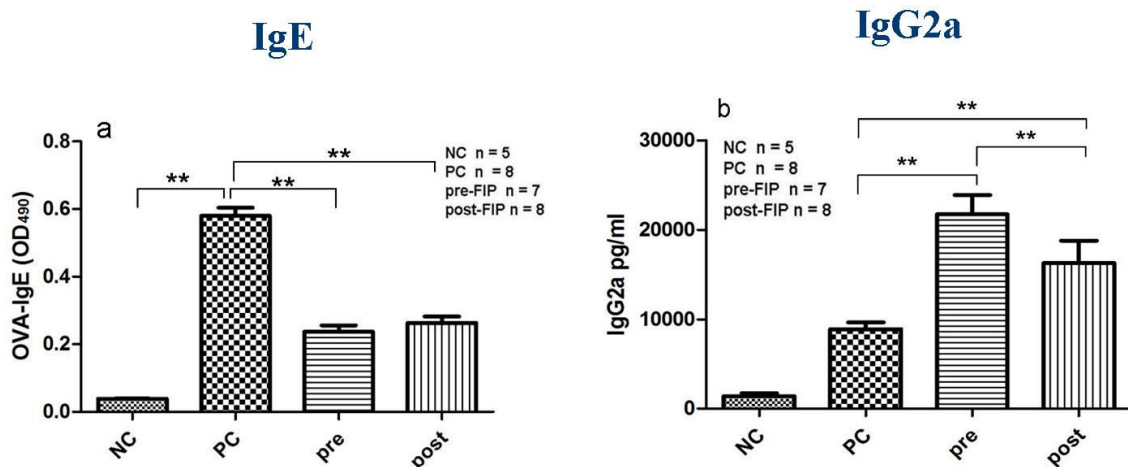 IgE
IgG2a
a
0.8
0.6
0.4
0.2
0.0
OVA-IgE (OD490)
**
**
**
NC n = 5
PC n = 8
pre-FIP n = 7
post-FIP n = 8
NC
PC
pre
post
b
30000
20000
10000
0
IgG2a pg/ml
NC n = 5
PC n = 8
pre-FIP n = 7
post-FIP n = 8
**
**
**
NC
PC
pre
post